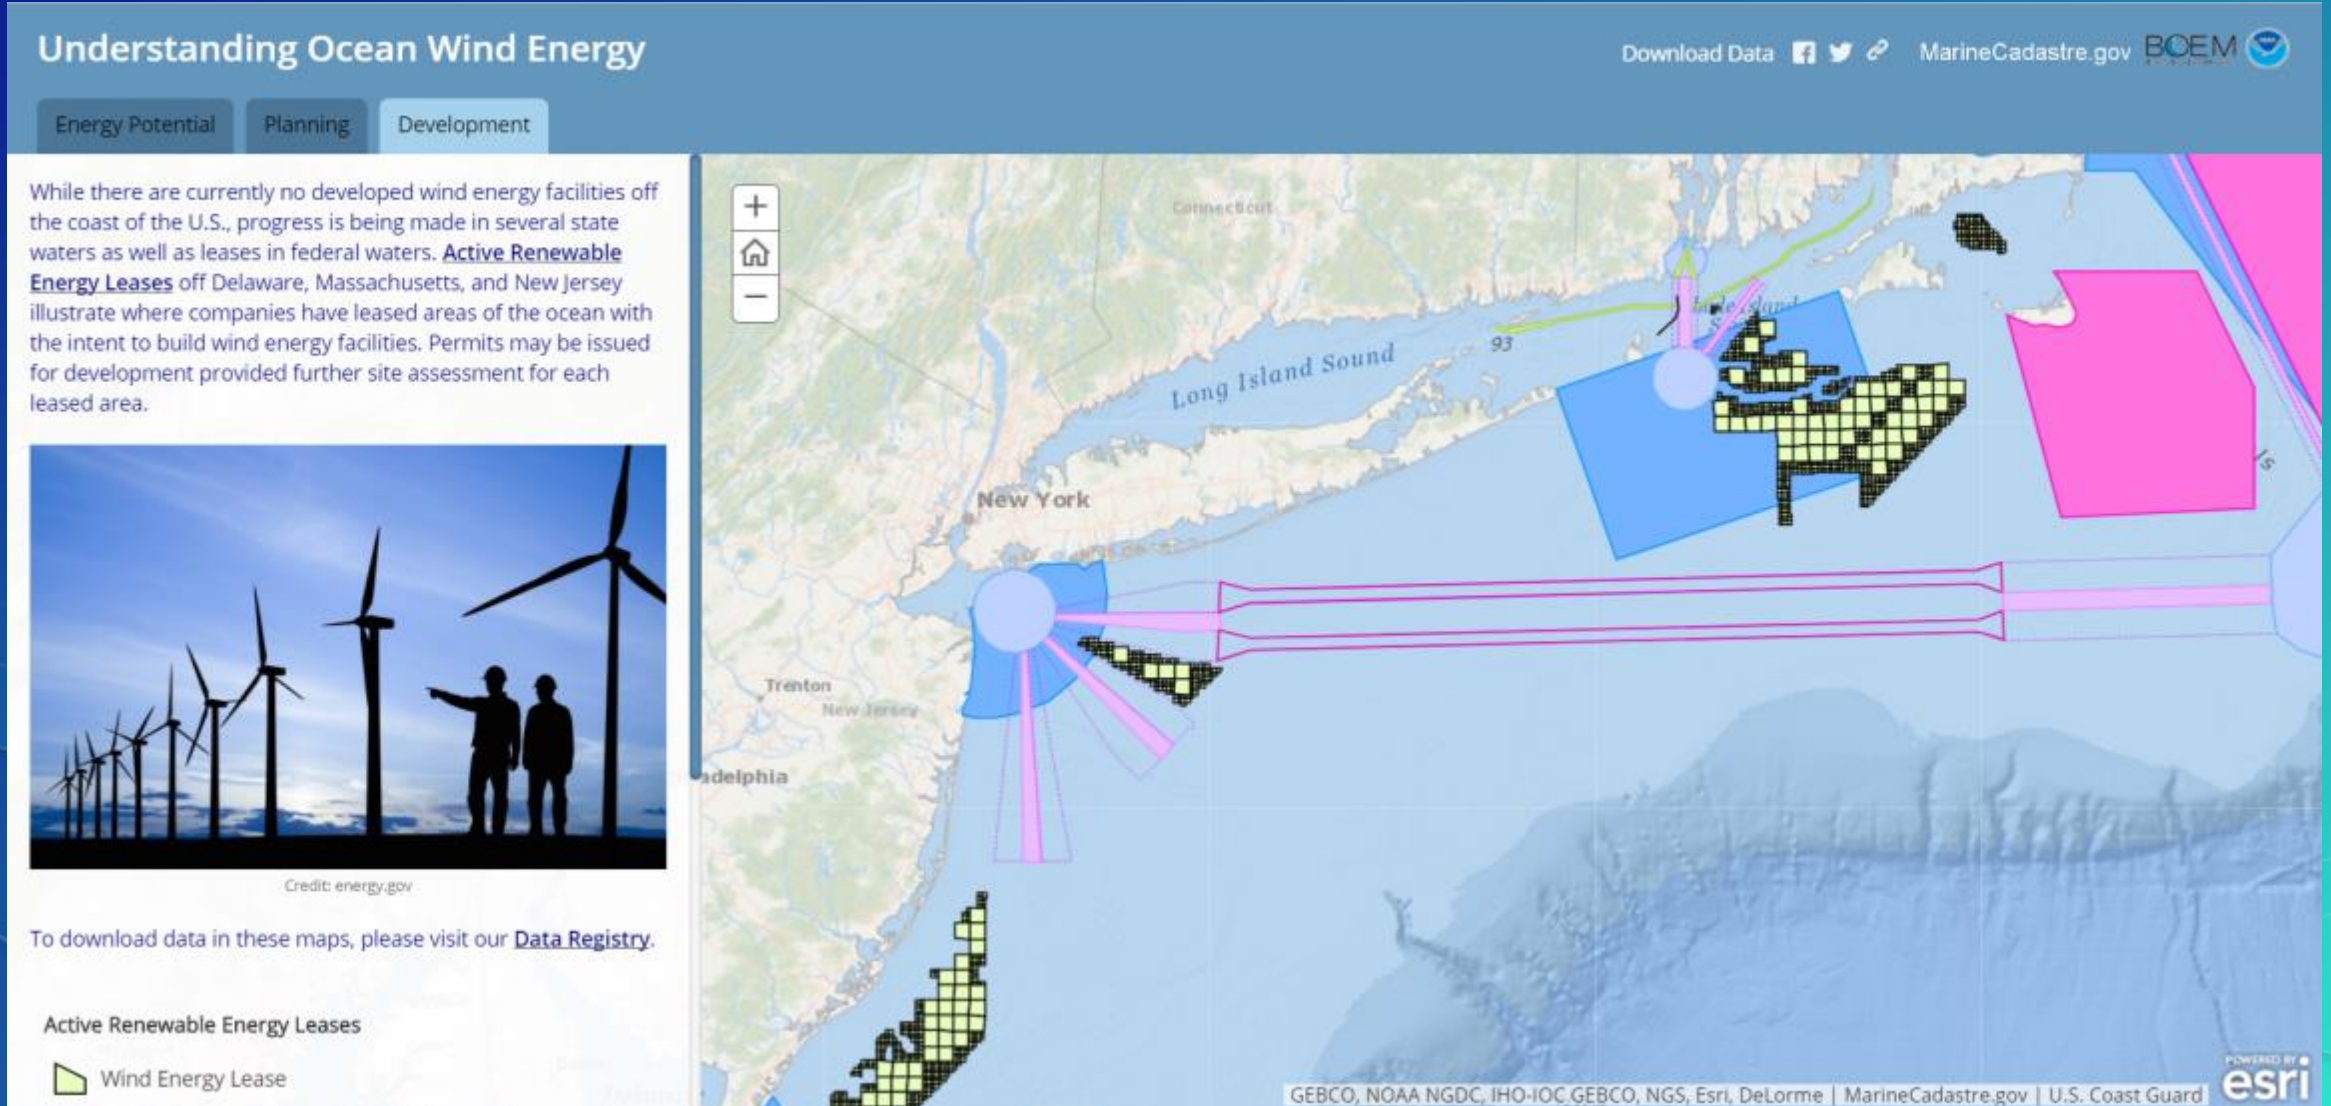 Understanding Ocean Wind Energy
Download Data
MarineCadastre.gov
BOEM
Energy Potential
Planning
Development
While there are currently no developed wind energy facilities off
the coast of the U.S., progress is being made in several state
waters as well as leases in federal waters. Active Renewable
Energy Leases off Delaware, Massachusetts, and New Jersey
illustrate where companies have leased areas of the ocean with
the intent to build wind energy facilities. Permits may be issued
for development provided further site assessment for each
leased area.
Credit: energy.gov
To download data in these maps, please visit our Data Registry.
Active Renewable Energy Leases
Wind Energy Lease
Connecticut
Island
93
Long Island Sound
New York
Trenton
New Jersey
adelphia
Is
GEBCO, NOAA NGDC, IHO-IOC GEBCO, NGS, Esri, DeLorme | MarineCadastre.gov | U.S. Coast Guard
POWERED BY
esri